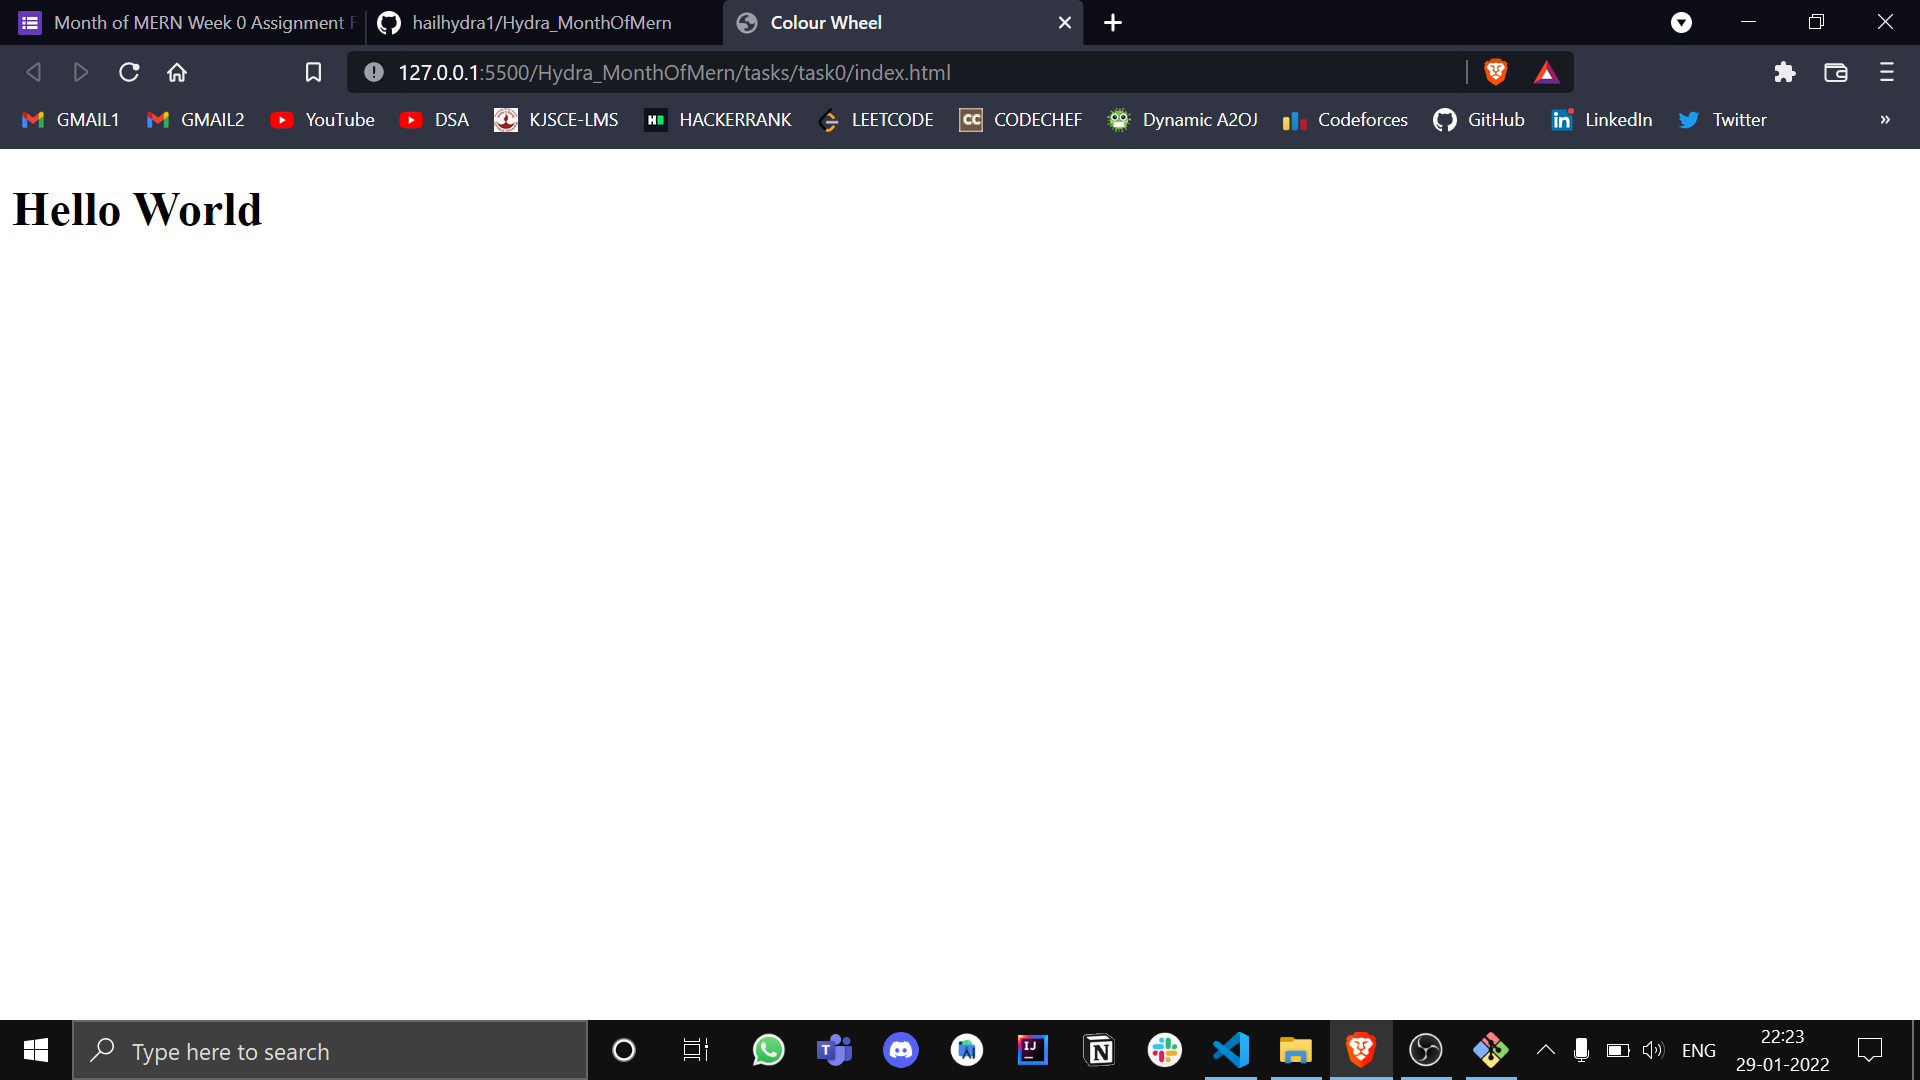 Month of MERN Week 0 Assignment F
hailhydra1/Hydra_MonthOfMern
Colour Wheel
127.0.0.1:5500/Hydra_MonthOfMern/tasks/task0/index.html
GMAIL1 GMAIL2 YouTube DSA KJSCE-LMS HACKERRANK LEETCODE CODECHEF Dynamic A2OJ Codeforces GitHub LinkedIn Twitter »
Hello World
Type here to search
ENG
22:23
29-01-2022